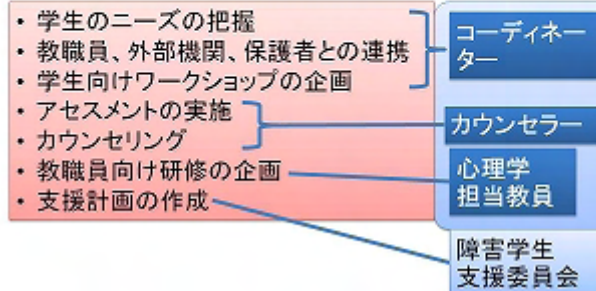 ・学生のニーズの把握
・教職員、外部機関、保護者との連携
・学生向けワークショップの企画
・アセスメントの実施
・カウンセリング
・教職員向け研修の企画
・支援計画の作成
コーディネー
ター
カウンセラー
心理学
担当教員
障害学生
支援委員会